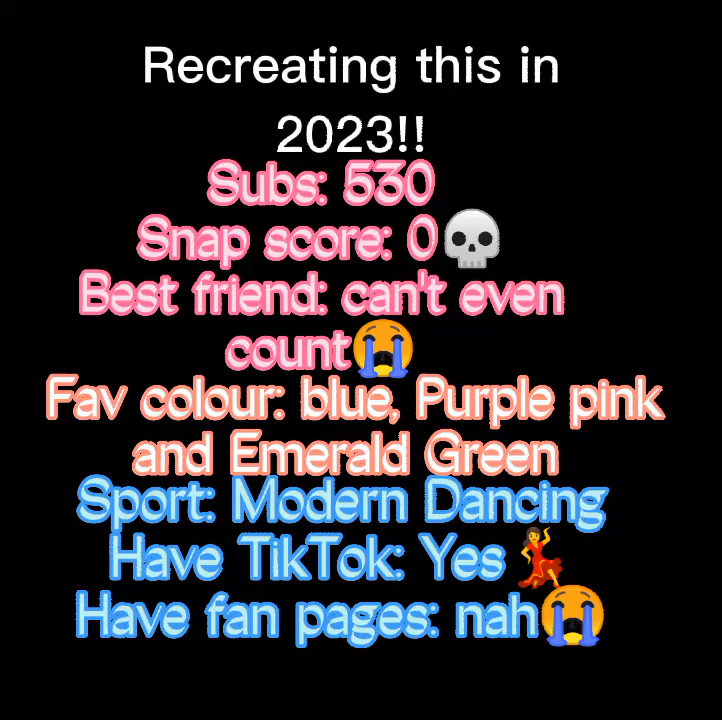 Recreating this in
2023!!
Subs: 530
Snap score: 0💀
Best friend: can't even
count😭
Fav colour: blue, Purple pink
and Emerald Green
Sport: Modern Dancing
Have TikTok: Yes 💃
Have fan pages: nah😭